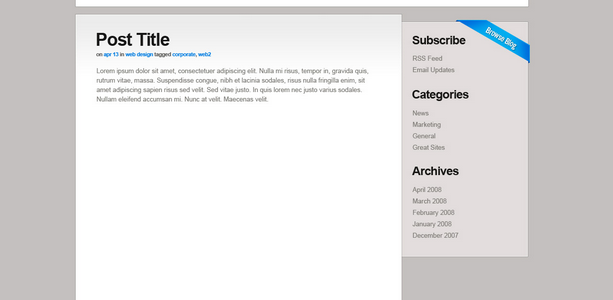 Post Title
on apr 13 in web design tagged corporate, web2
Lorem ipsum dolor sit amet, consectetuer adipiscing elit. Nulla mi risus, tempor in, gravida quis,
rutrum vitae, massa. Suspendisse congue, nibh et lacinia sodales, risus nulla fringilla enim, sit
amet adipiscing sapien risus sed velit. Sed vitae justo. In quis lorem nec justo varius sodales.
Nullam eleifend accumsan mi. Nunc at velit. Maecenas velit.
Browse Blog
Subscribe
RSS Feed
Email Updates
Categories
News
Marketing
General
Great Sites
Archives
April 2008
March 2008
February 2008
January 2008
December 2007